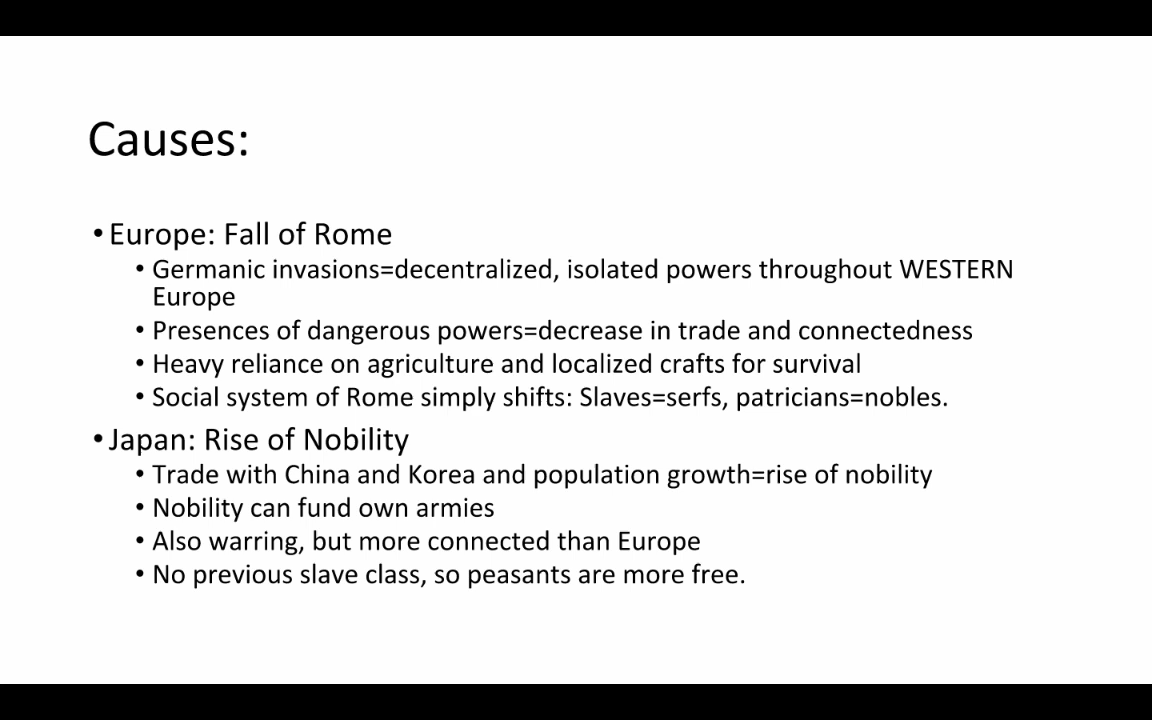 Causes:
•Europe: Fall of Rome
• Germanic invasions=decentralized, isolated powers throughout WESTERN
Europe
• Presences of dangerous powers=decrease in trade and connectedness
• Heavy reliance on agriculture and localized crafts for survival
• Social system of Rome simply shifts: Slaves=serfs, patricians=nobles.
•Japan: Rise of Nobility
• Trade with China and Korea and population growth=rise of nobility
• Nobility can fund own armies
• Also warring, but more connected than Europe
• No previous slave class, so peasants are more free.